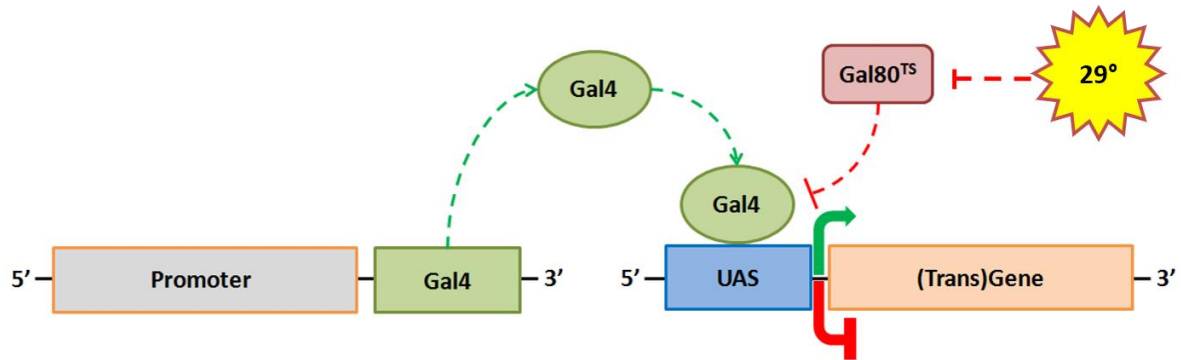 Gal4
Gal80TS
29°
Gal4
5’
Promoter
Gal4
3’
5’
UAS
(Trans)Gene
3’